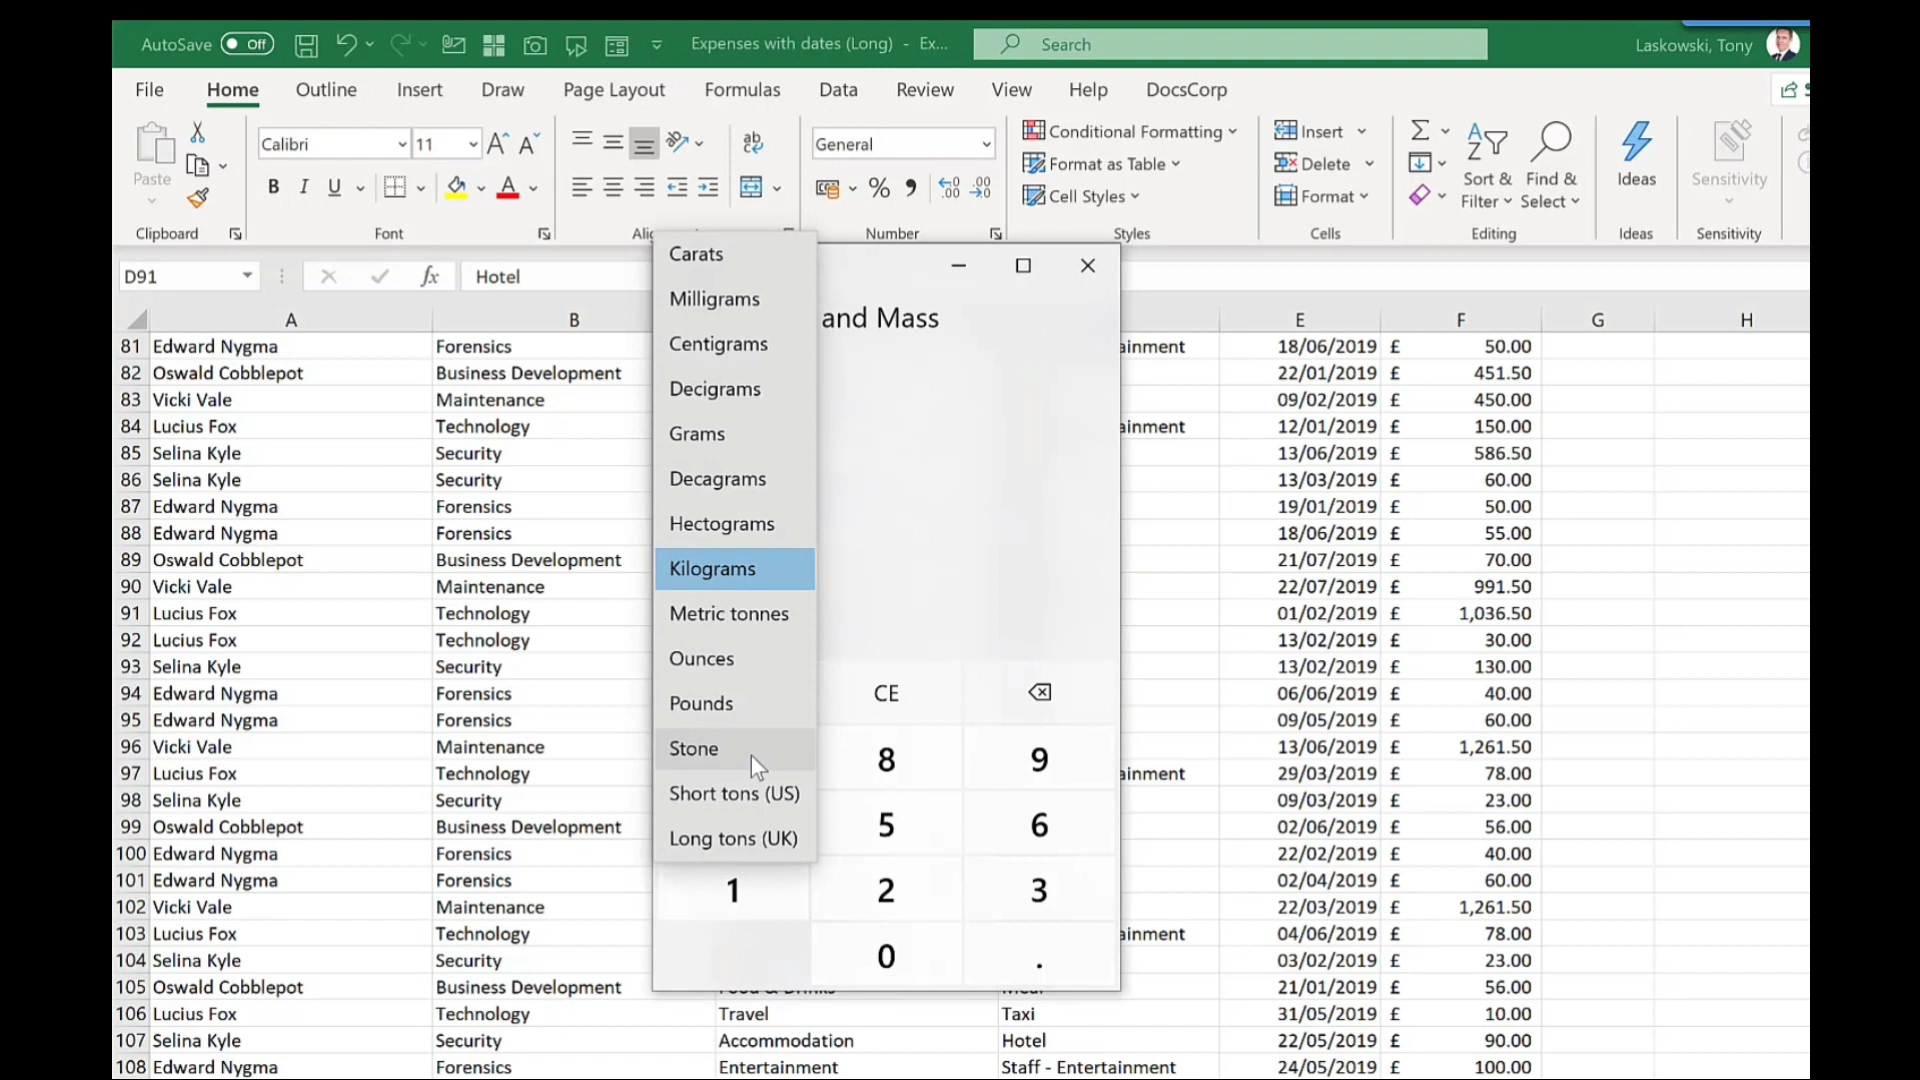 AutoSave Off Expenses with dates (Long) - Ex... Search Laskowski, Tony
File Home Outline Insert Draw Page Layout Formulas Data Review View Help DocsCorp
Paste
Clipboard
Calibri 11
B I U
Font
General
Number
Conditional Formatting
Format as Table
Cell Styles
Styles
Insert
Delete
Format
Cells
Sort & Filter
Find & Select
Editing
Ideas
Ideas
Sensitivity
Sensitivity
D91 fx Hotel
Carats
Milligrams
Centigrams
Decigrams
Grams
Decagrams
Hectograms
Kilograms
Metric tonnes
Ounces
Pounds
Stone
Short tons (US)
Long tons (UK)
and Mass
CE
8 9
5 6
1 2 3
0 .
A B E F G H
81 Edward Nygma Forensics ainment 18/06/2019 £ 50.00
82 Oswald Cobblepot Business Development 22/01/2019 £ 451.50
83 Vicki Vale Maintenance 09/02/2019 £ 450.00
84 Lucius Fox Technology ainment 12/01/2019 £ 150.00
85 Selina Kyle Security 13/06/2019 £ 586.50
86 Selina Kyle Security 13/03/2019 £ 60.00
87 Edward Nygma Forensics 19/01/2019 £ 50.00
88 Edward Nygma Forensics 18/06/2019 £ 55.00
89 Oswald Cobblepot Business Development 21/07/2019 £ 70.00
90 Vicki Vale Maintenance 22/07/2019 £ 991.50
91 Lucius Fox Technology 01/02/2019 £ 1,036.50
92 Lucius Fox Technology 13/02/2019 £ 30.00
93 Selina Kyle Security 13/02/2019 £ 130.00
94 Edward Nygma Forensics 06/06/2019 £ 40.00
95 Edward Nygma Forensics 09/05/2019 £ 60.00
96 Vicki Vale Maintenance 13/06/2019 £ 1,261.50
97 Lucius Fox Technology ainment 29/03/2019 £ 78.00
98 Selina Kyle Security 09/03/2019 £ 23.00
99 Oswald Cobblepot Business Development 02/06/2019 £ 56.00
100 Edward Nygma Forensics 22/02/2019 £ 40.00
101 Edward Nygma Forensics 02/04/2019 £ 60.00
102 Vicki Vale Maintenance 22/03/2019 £ 1,261.50
103 Lucius Fox Technology ainment 04/06/2019 £ 78.00
104 Selina Kyle Security 03/02/2019 £ 23.00
105 Oswald Cobblepot Business Development 21/01/2019 £ 56.00
106 Lucius Fox Technology Travel Taxi 31/05/2019 £ 10.00
107 Selina Kyle Security Accommodation Hotel 22/05/2019 £ 90.00
108 Edward Nygma Forensics Entertainment Staff - Entertainment 24/05/2019 £ 100.00